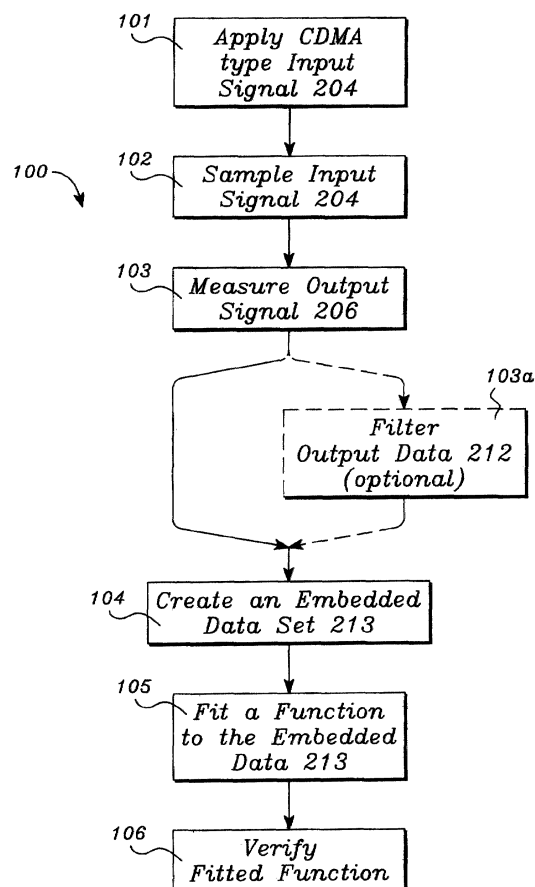 101
Apply CDMA
type Input
Signal 204
100
102
Sample Input
Signal 204
103
Measure Output
Signal 206
103a
Filter
Output Data 212
(optional)
104
Create an Embedded
Data Set 213
105
Fit a Function
to the Embedded
Data 213
106
Verify
Fitted Function